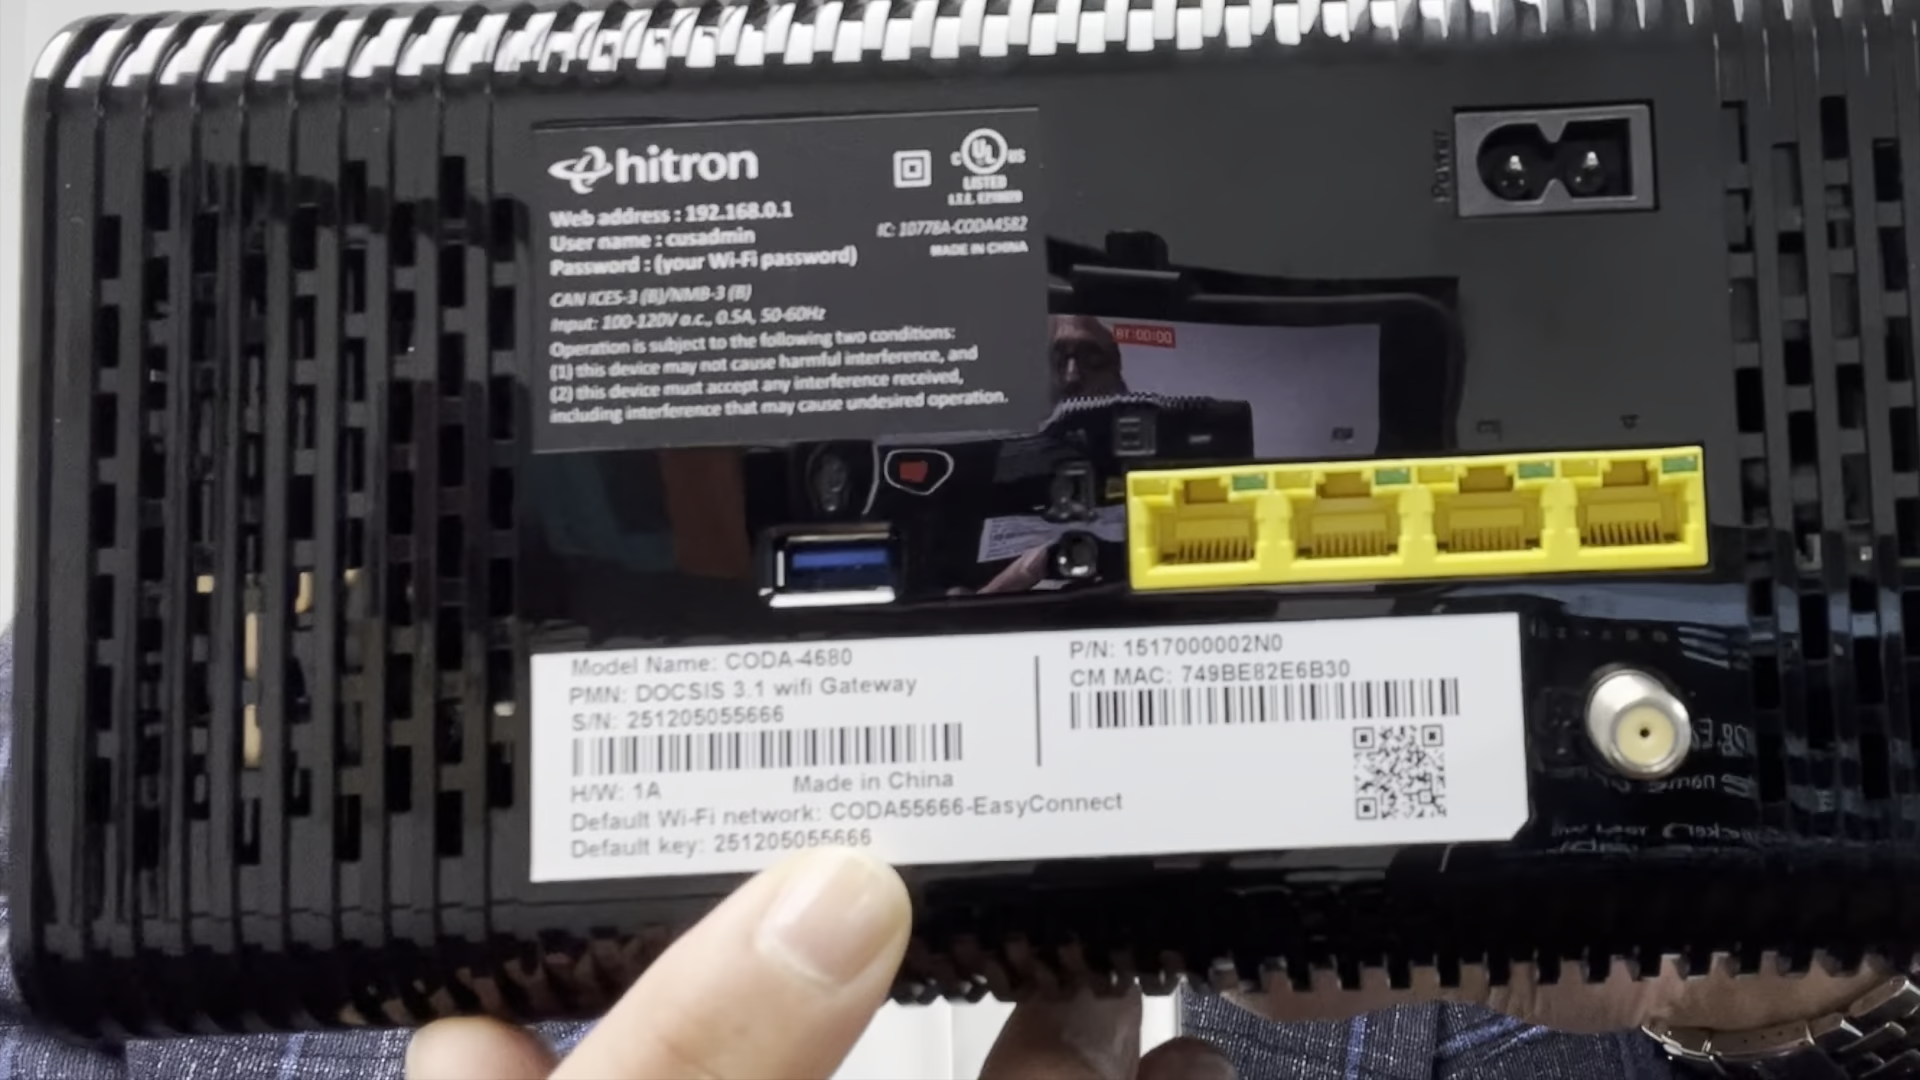 hitron
Web address : 192.168.0.1
User name : cusadmin
Password : (your Wi-Fi password)
C UL US
LISTED
I.T.E.
IC: 10778A-CODA4582
MADE IN CHINA
CAN ICES-3 (B)/NMB-3 (B)
Input: 100-120V a.c., 0.5A, 50-60Hz
Operation is subject to the following two conditions:
(1) this device may not cause harmful interference, and
(2) this device must accept any interference received,
including interference that may cause undesired operation.
Power
Model Name: CODA-4680
PMN: DOCSIS 3.1 wifi Gateway
S/N: 251205055666
H/W: 1A
Made in China
Default Wi-Fi network: CODA55666-EasyConnect
Default key: 251205055666
P/N: 1517000002N0
CM MAC: 749BE82E6B30